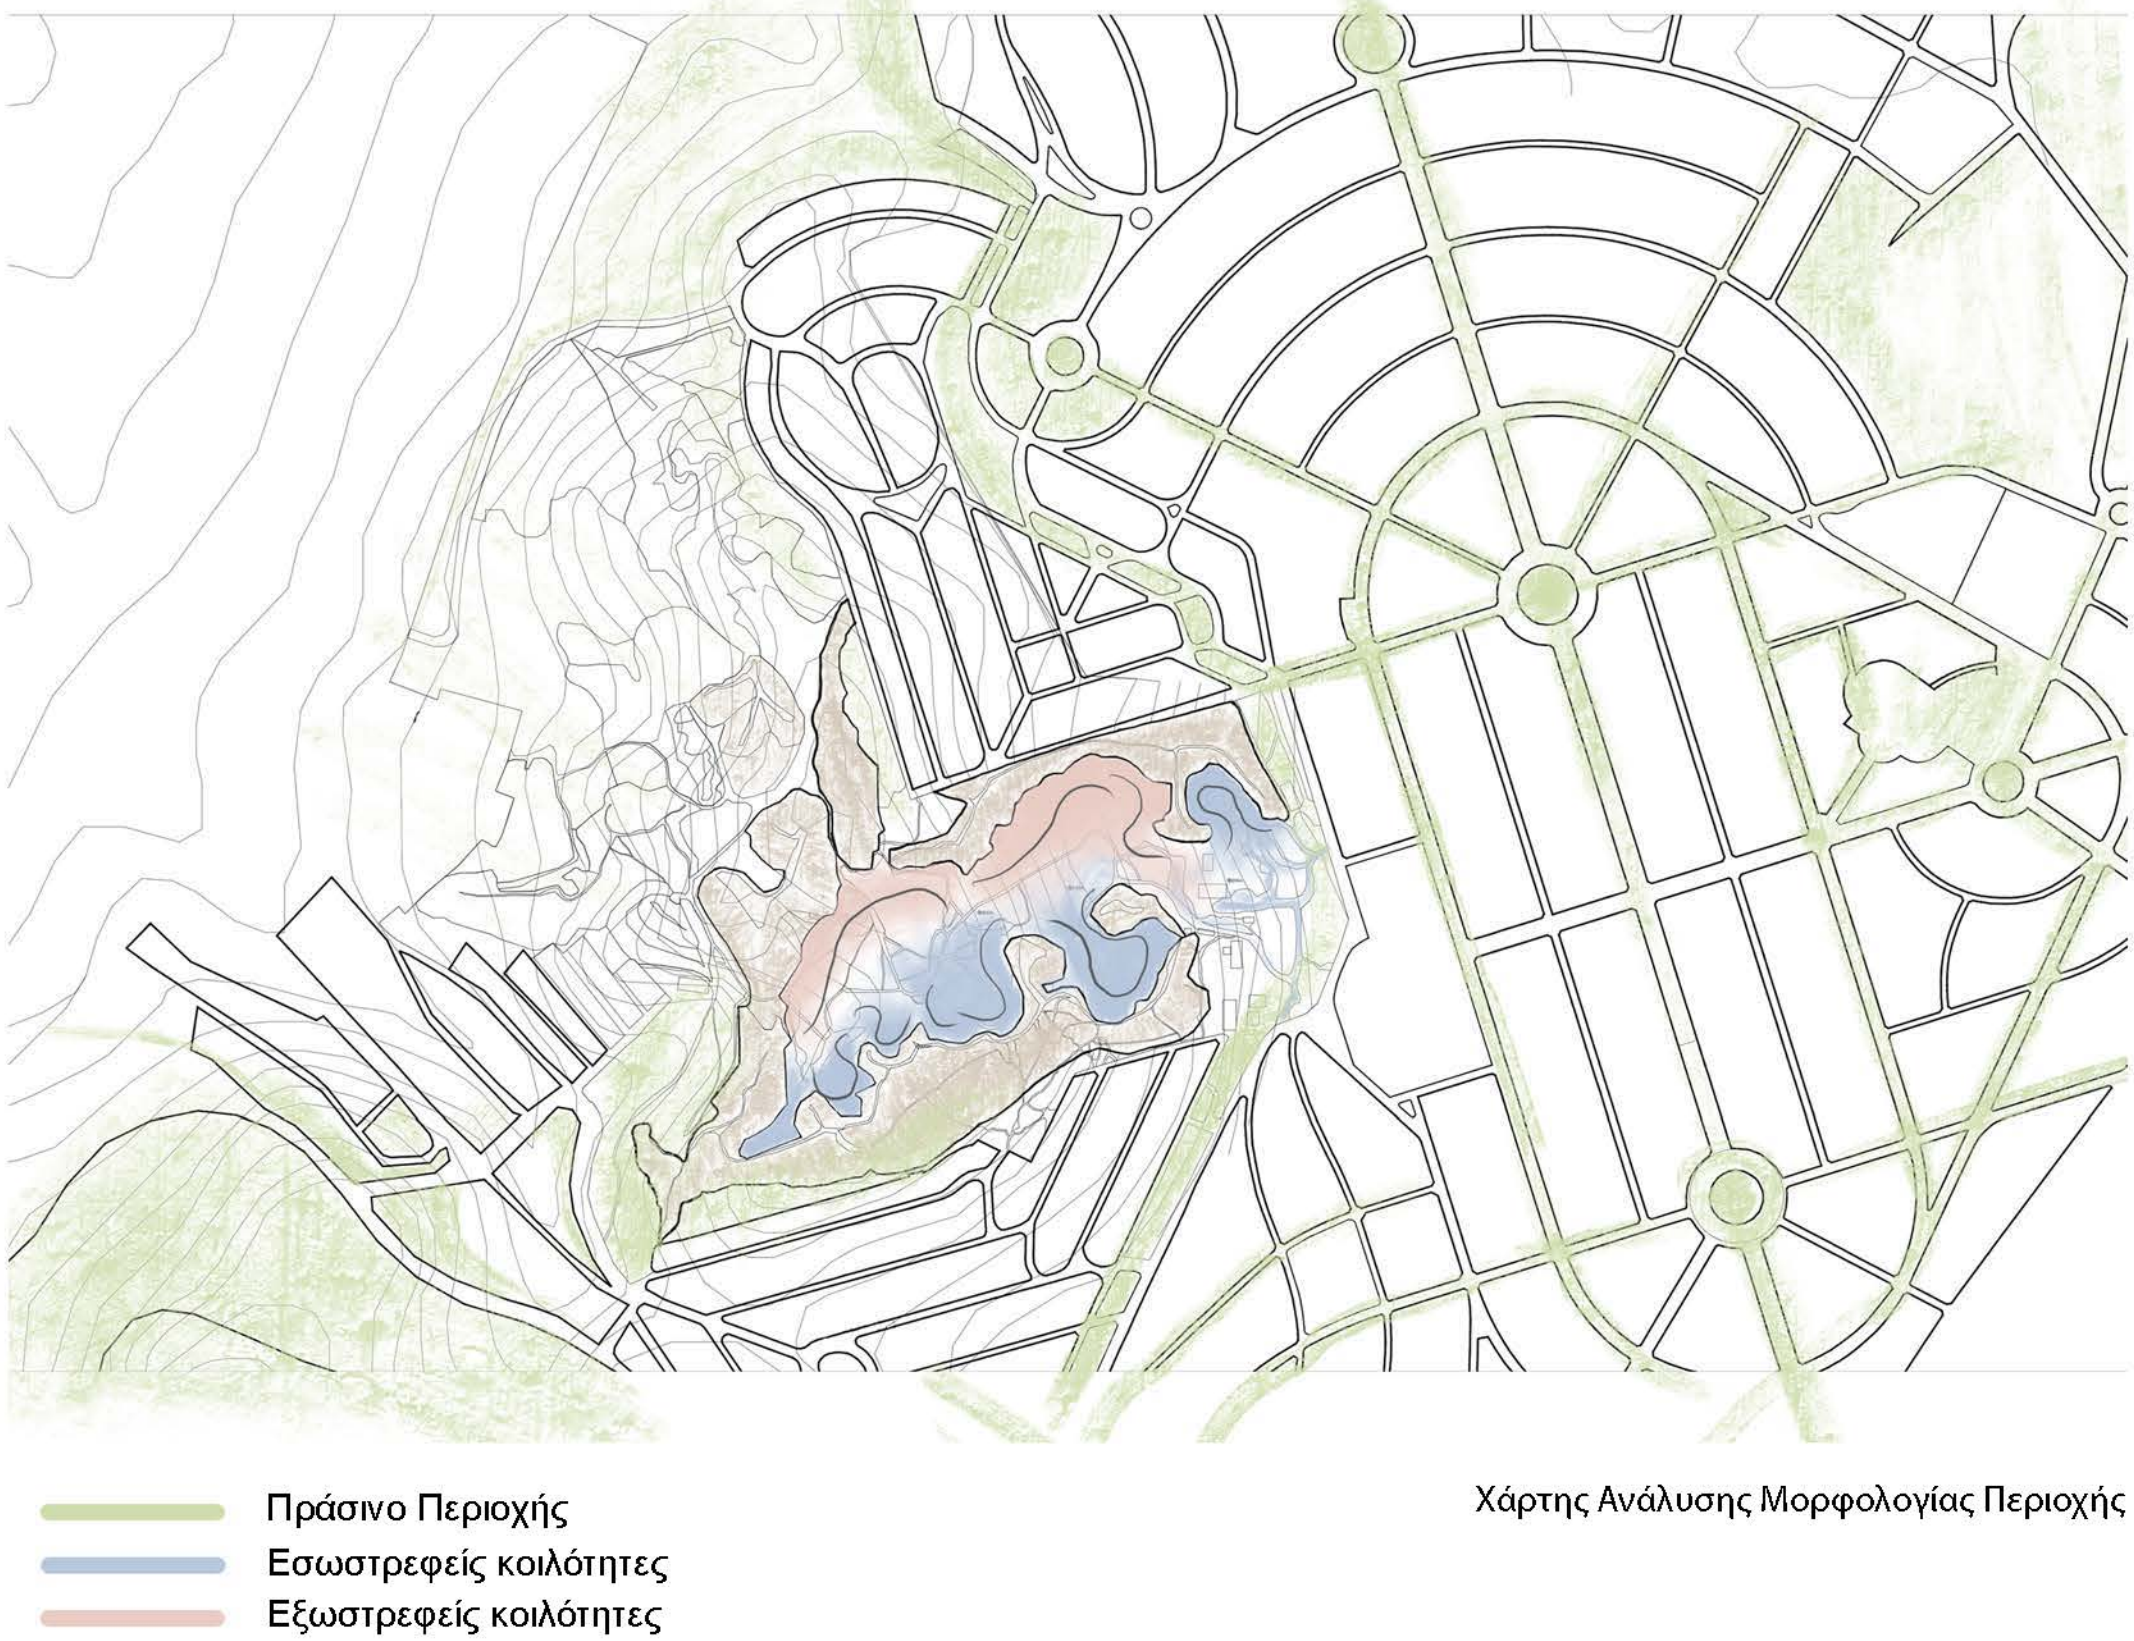 Πράσινο Περιοχής
Εσωστρεφείς κοιλότητες
Εξωστρεφείς κοιλότητες
Χάρτης Ανάλυσης Μορφολογίας Περιοχής